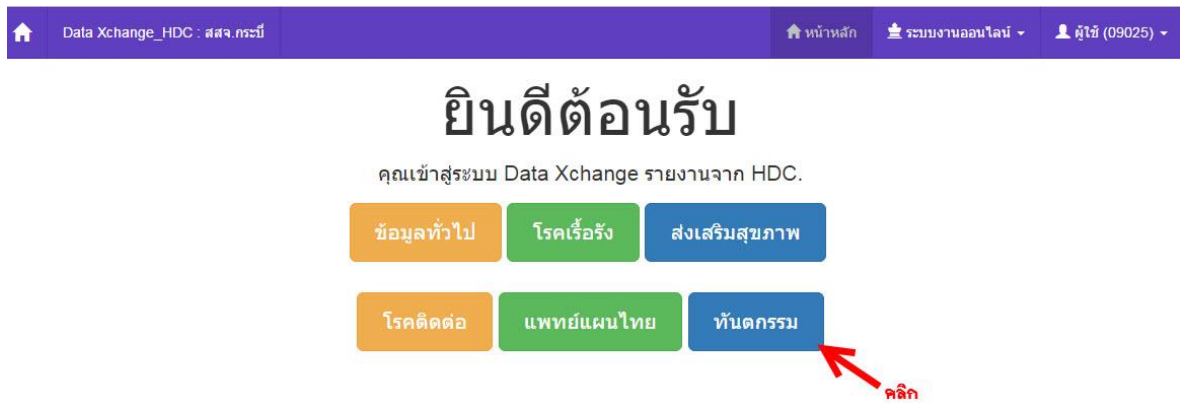 Data Xchange_HDC : สสจ.กระบี่ หน้าหลัก ระบบงานออนไลน์ ผู้ใช้ (09025)
ยินดีต้อนรับ
คุณเข้าสู่ระบบ Data Xchange รายงานจาก HDC.
ข้อมูลทั่วไป โรคเรื้อรัง ส่งเสริมสุขภาพ
โรคติดต่อ แพทย์แผนไทย ทันตกรรม
คลิก